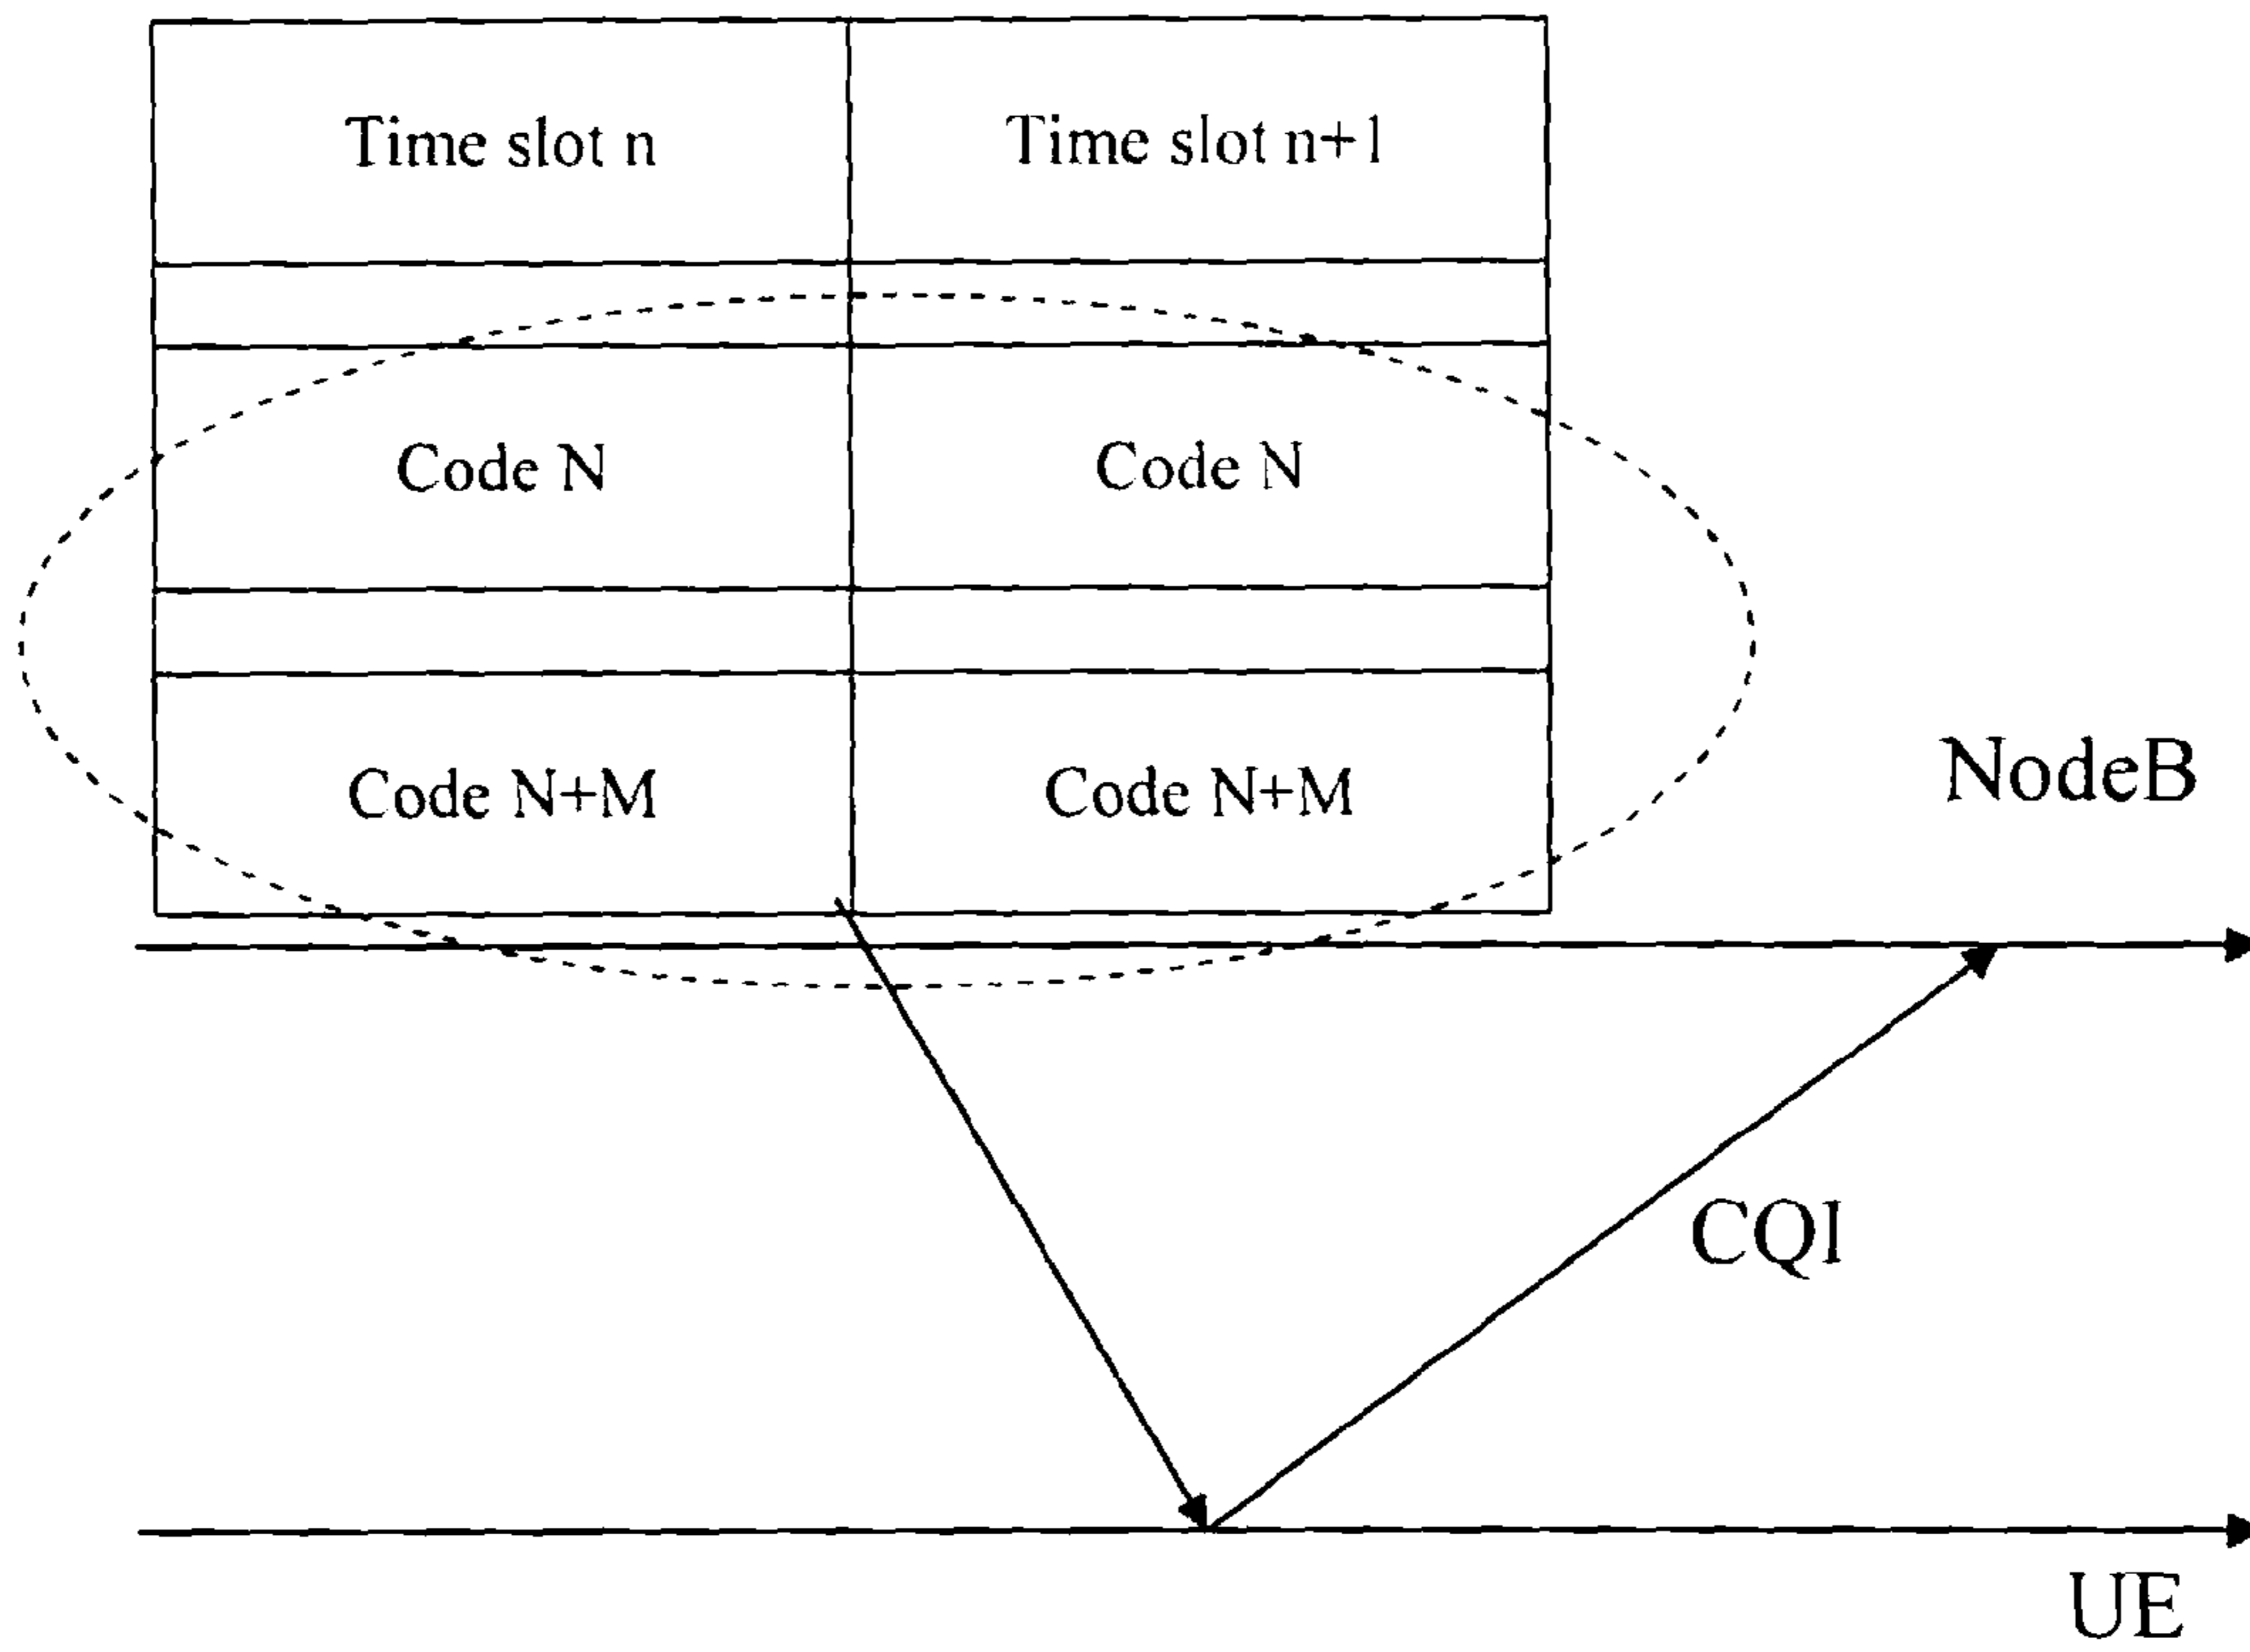 Time slot n Time slot n+1
Code N Code N
Code N+M Code N+M
NodeB
CQI
UE